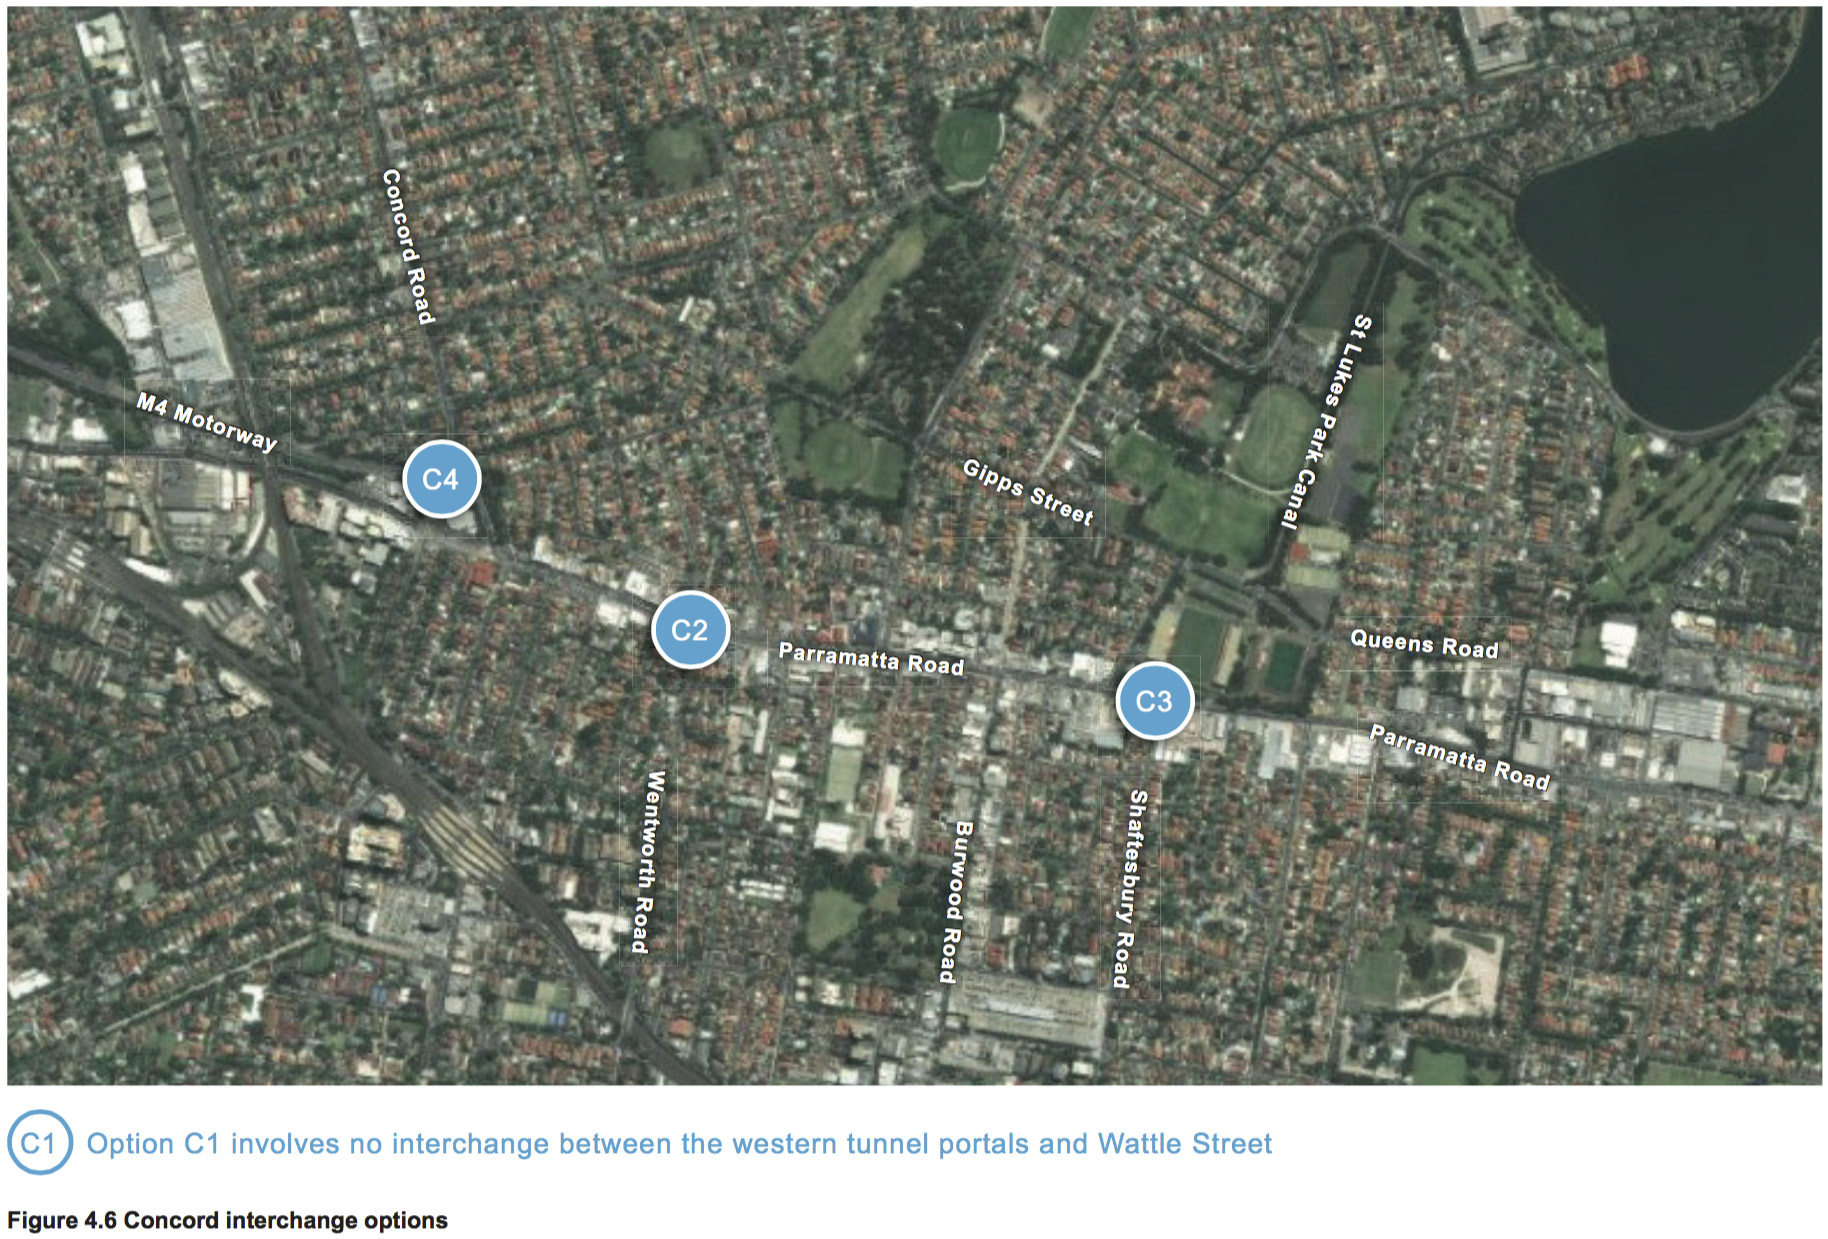 Concord Road
M4 Motorway
C4
St Lukes Park Canal
Gipps Street
C2
Parramatta Road
Queens Road
C3
Parramatta Road
Wentworth Road
Burwood Road
Shaftesbury Road
C1 Option C1 involves no interchange between the western tunnel portals and Wattle Street
Figure 4.6 Concord interchange options